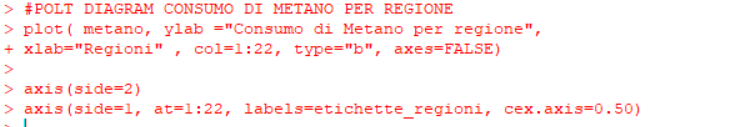 > #POLT DIAGRAM CONSUMO DI METANO PER REGIONE
> plot( metano, ylab ="Consumo di Metano per regione",
+ xlab="Regioni" , col=1:22, type="b", axes=FALSE)
>
> axis(side=2)
> axis(side=1, at=1:22, labels=etichette_regioni, cex.axis=0.50)
>